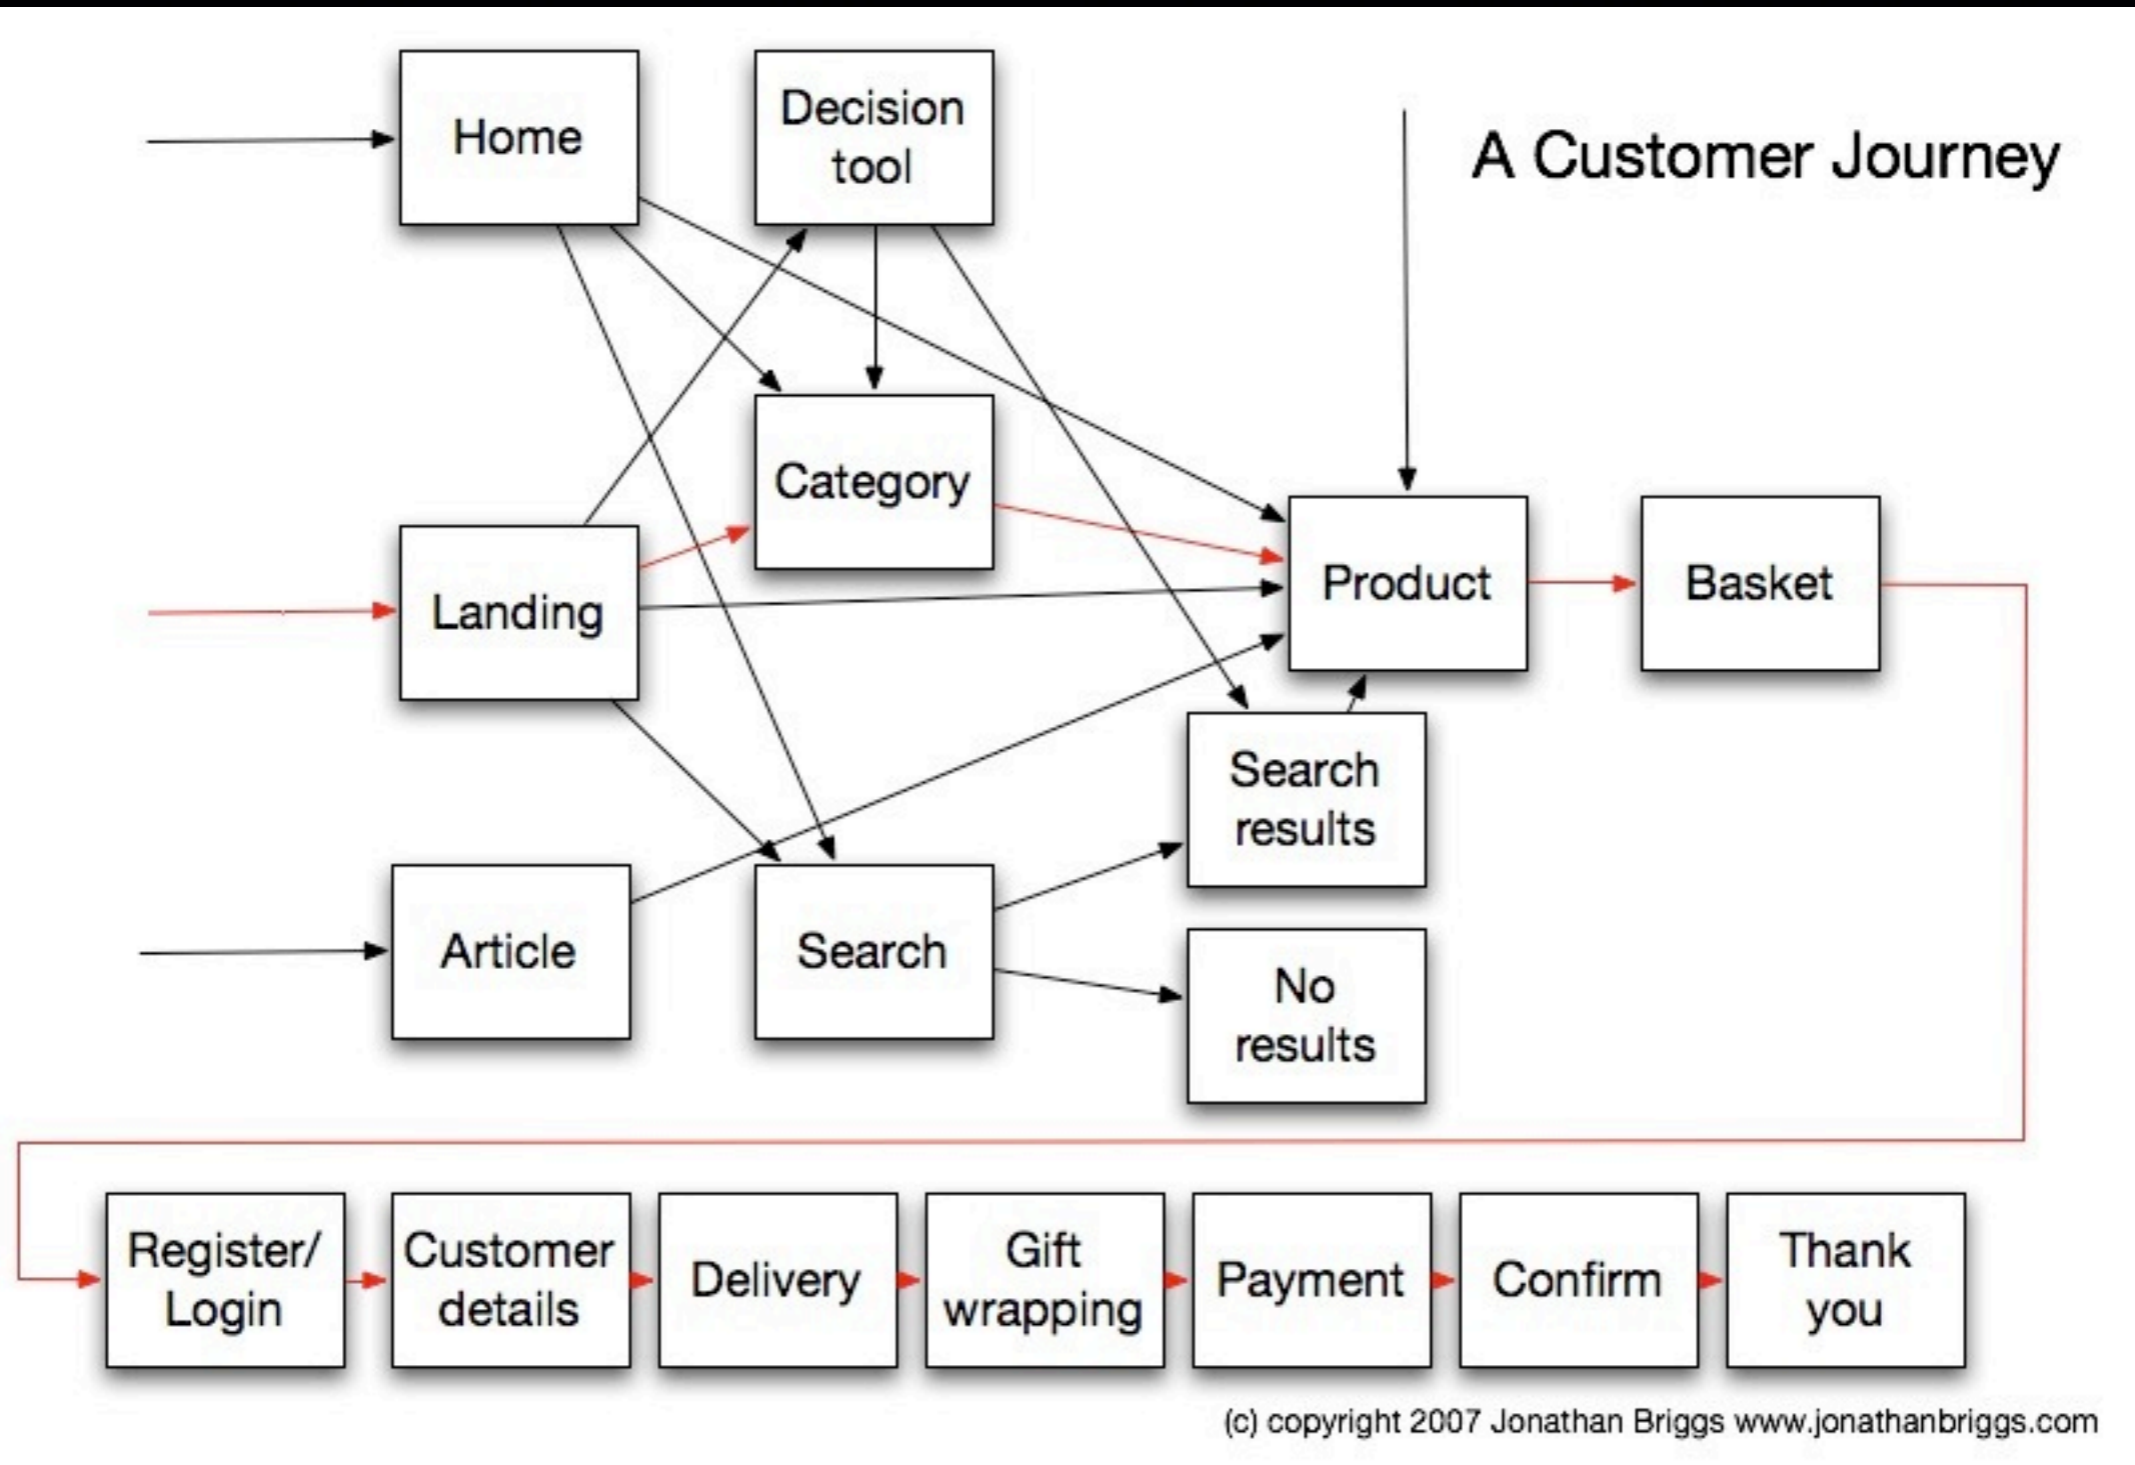 Home
Decision
tool
A Customer Journey
Category
Landing
Product
Basket
Search
results
Article
Search
No
results
Register/
Login
Customer
details
Delivery
Gift
wrapping
Payment
Confirm
Thank
you
(c) copyright 2007 Jonathan Briggs www.jonathanbriggs.com